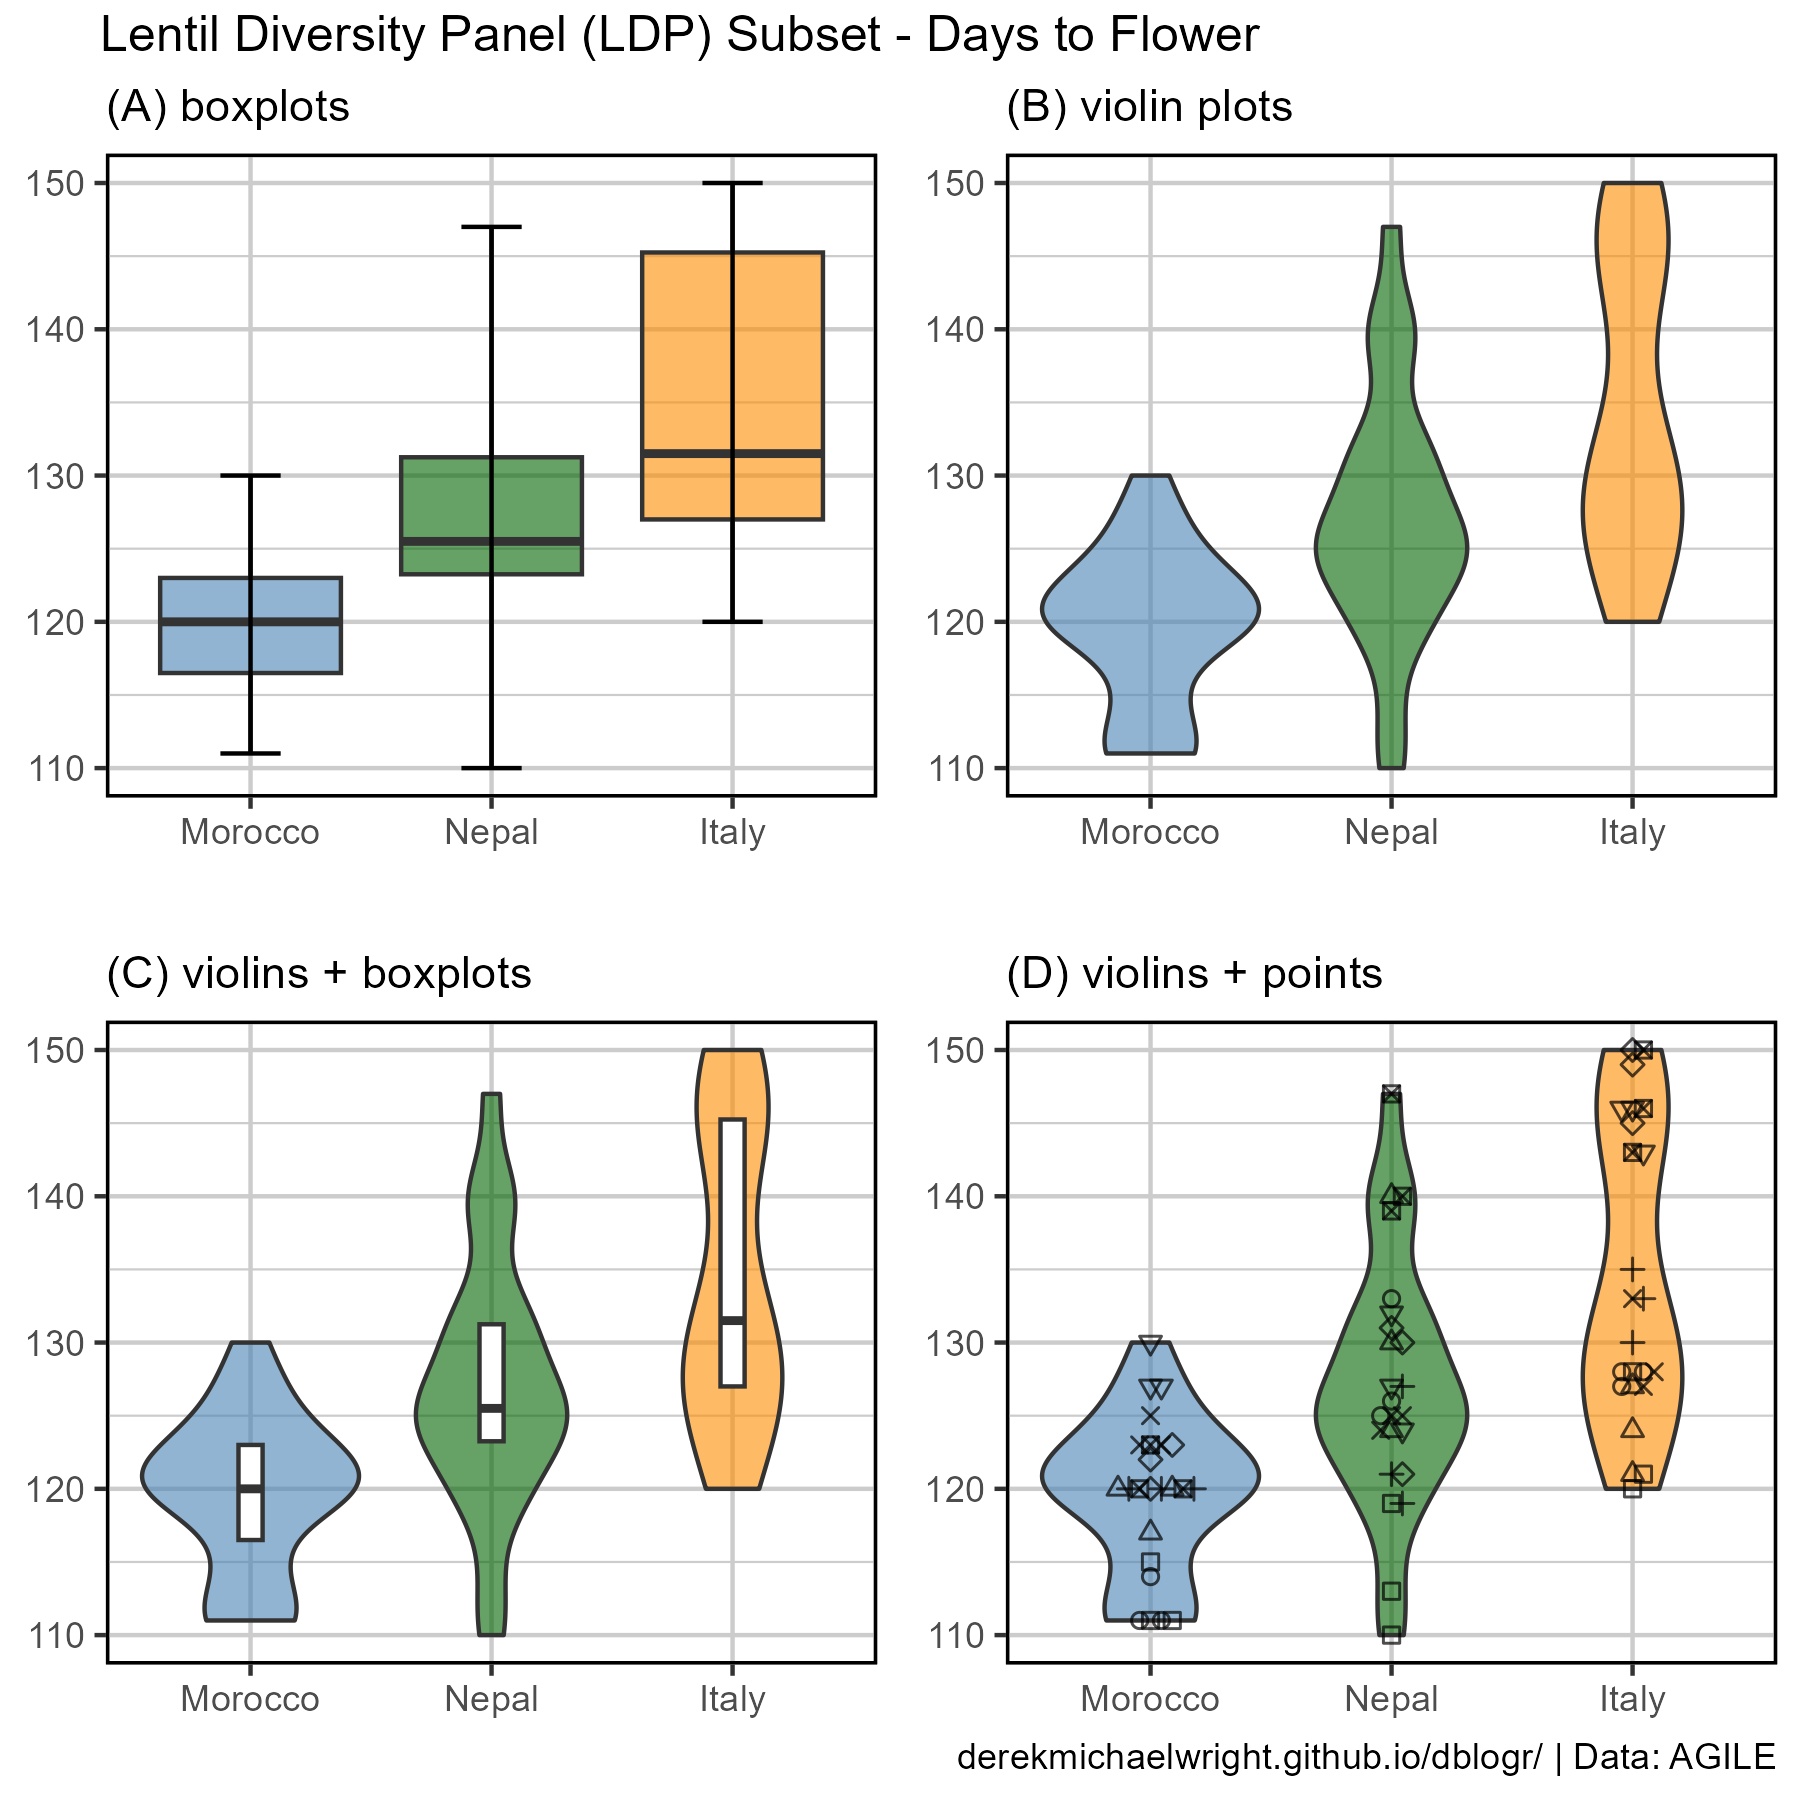 Lentil Diversity Panel (LDP) Subset - Days to Flower
(A) boxplots
150
140
130
120
110
Morocco Nepal Italy
(B) violin plots
150
140
130
120
110
Morocco Nepal Italy
(C) violins + boxplots
150
140
130
120
110
Morocco Nepal Italy
(D) violins + points
150
140
130
120
110
Morocco Nepal Italy
derekmichaelwright.github.io/dblogr/ | Data: AGILE